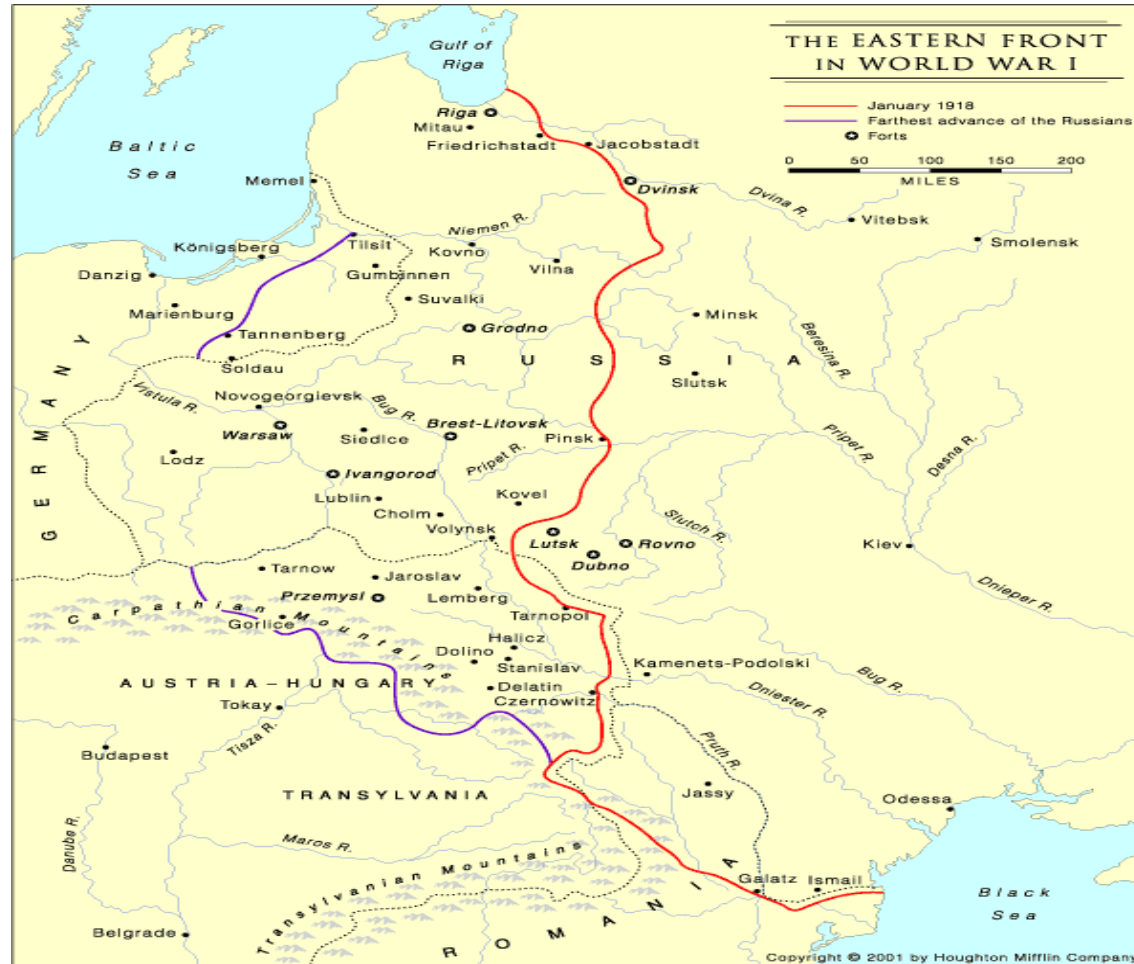 THE EASTERN FRONT
IN WORLD WAR I
January 1918
Farthest advance of the Russians
Forts
0 50 100 150 200
MILES
Gulf of
Riga
Baltic
Sea
Riga
Mitau
Friedrichstadt
Jacobstadt
Memel
Dvinsk
Dvina R.
Vitebsk
Smolensk
Niemen R.
Tilsit
Königsberg
Kovno
Vilna
Gumbinnen
Danzig
Suvalki
Marienburg
Minsk
Grodno
Tannenberg
Beresina R.
RUSSIA
Soldau
Slutsk
GERMANY
Vistula R.
Novogeorgievsk
Bug R.
Warsaw
Siedlce
Brest-Litovsk
Pinsk
Pripet R.
Desna R.
Lodz
Pripet R.
Ivangorod
Lublin
Kovel
Cholm
Slutch R.
Volynsk
Lutsk
Rovno
Dubno
Kiev
Tarnow
Jaroslav
Przemysl
Lemberg
Dnieper R.
Carpathian Mountains
Gorlice
Tarnopol
Halicz
Dolino
Stanislav
Kamenets-Podolski
AUSTRIA-HUNGARY
Delatin
Czernowitz
Dniester R.
Bug R.
Tokay
Tisza R.
Pruth R.
Budapest
TRANSYLVANIA
Jassy
Odessa
Danube R.
Maros R.
Transylvanian Mountains
Galatz
Ismail
ROMANIA
Black
Sea
Belgrade
Copyright © 2001 by Houghton Mifflin Company